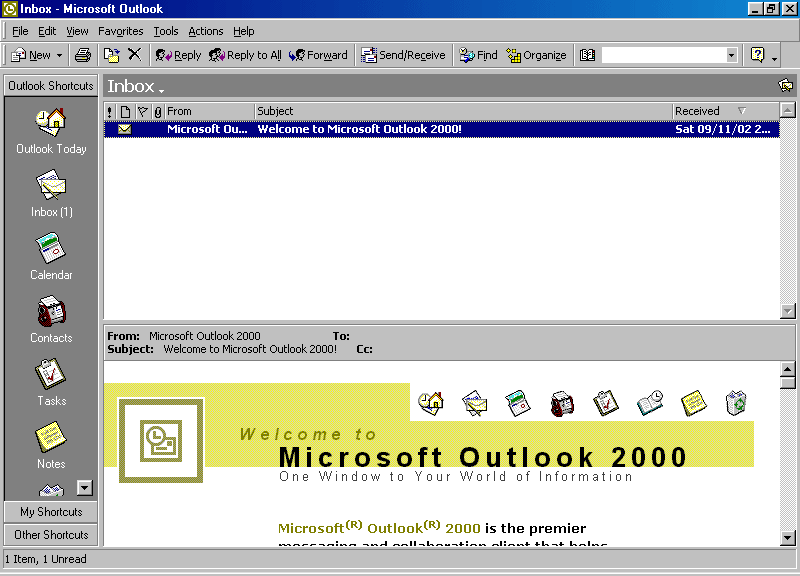 Inbox - Microsoft Outlook
File Edit View Favorites Tools Actions Help
New Reply Reply to All Forward Send/Receive Find Organize
Outlook Shortcuts
Inbox
From Subject Received
Microsoft Ou... Welcome to Microsoft Outlook 2000! Sat 09/11/02 2...
Outlook Today
Inbox (1)
Calendar
Contacts
Tasks
Notes
My Shortcuts
Other Shortcuts
From: Microsoft Outlook 2000 To:
Subject: Welcome to Microsoft Outlook 2000! Cc:
Welcome to
Microsoft Outlook 2000
One Window to Your World of Information
Microsoft(R) Outlook(R) 2000 is the premier
messaging and collaboration client that helps
1 Item, 1 Unread